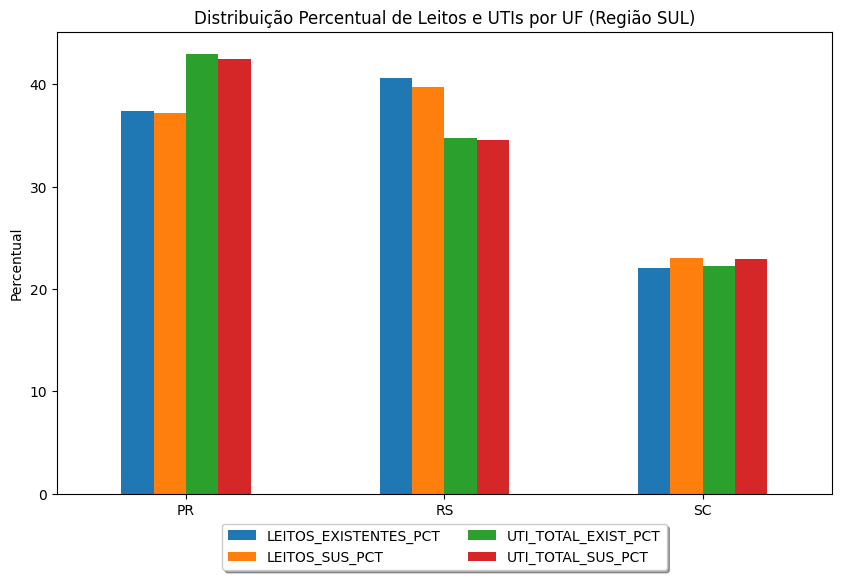 Distribuição Percentual de Leitos e UTIs por UF (Região SUL)
Percentual
40
30
20
10
0
PR RS SC
LEITOS_EXISTENTES_PCT UTI_TOTAL_EXIST_PCT
LEITOS_SUS_PCT UTI_TOTAL_SUS_PCT